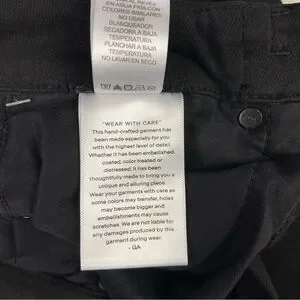 AL REVES
EN AGUA FRIA CON
COLORES SIMILARES
NO USAR
BLANQUEADOR
SECADORA A BAJA
TEMPERATURA
PLANCHAR A BAJA
TEMPERATURA
NO LAVAR EN SECO
"WEAR WITH CARE"
This hand-crafted garment has
been made especially for you
with the highest level of detail.
Whether it has been embellished,
coated, color treated or
distressed, it has been
thoughtfully made to bring you a
unique and alluring piece.
Wear your garments with care as
some colors may transfer, holes
may become bigger and
embellishments may cause
scratches. We are not liable for
any damages produced by this
garment during wear.
- GA